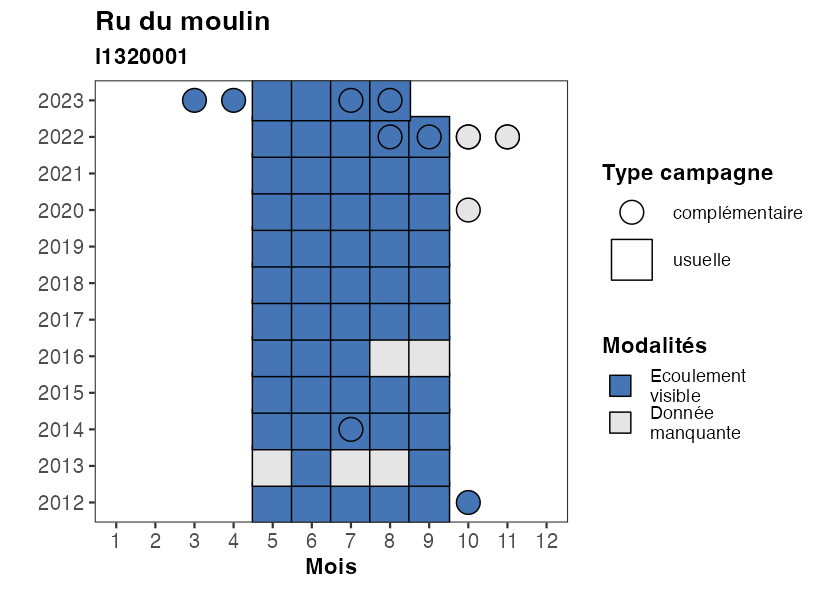 Ru du moulin
I1320001
2023
2022
2021
2020
2019
2018
2017
2016
2015
2014
2013
2012
1 2 3 4 5 6 7 8 9 10 11 12
Mois
Type campagne
complémentaire
usuelle
Modalités
Ecoulement
visible
Donnée
manquante